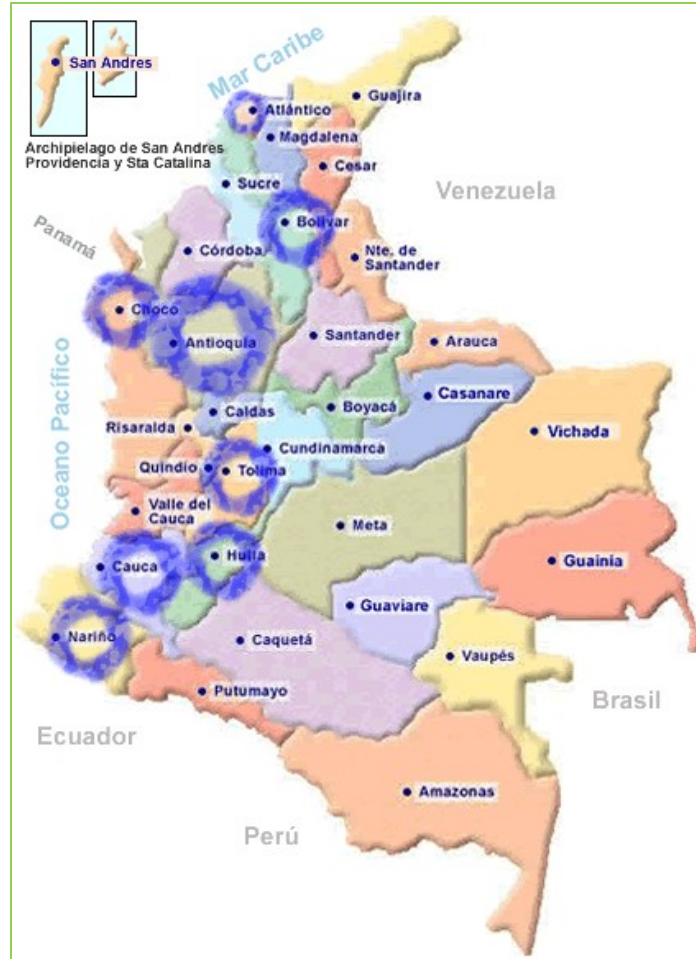 San Andres
Mar Caribe
Guajira
Atlántico
Archipielago de San Andres
Providencia y Sta Catalina
Magdalena
Cesar
Sucre
Venezuela
Bolívar
Panamá
Córdoba
Nte. de
Santander
Choco
Antioquia
Santander
Arauca
Oceano Pacífico
Casanare
Caldas
Boyacá
Risaralda
Vichada
Cundinamarca
Quindío
Tolima
Valle del
Cauca
Meta
Huila
Cauca
Guainia
Guaviare
Nariño
Caquetá
Vaupés
Putumayo
Brasil
Ecuador
Amazonas
Perú